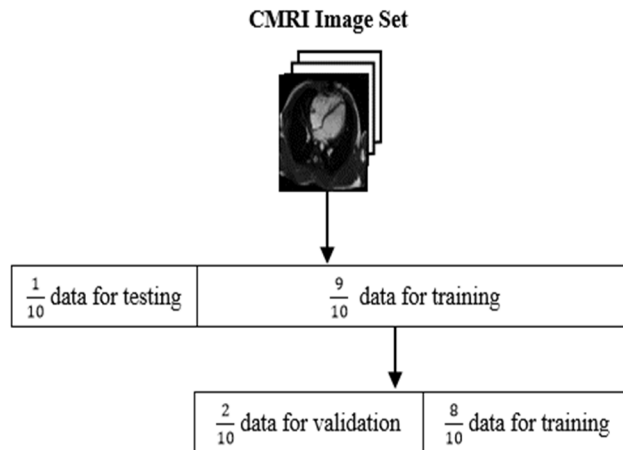 CMRI Image Set
1/10 data for testing
9/10 data for training
2/10 data for validation
8/10 data for training